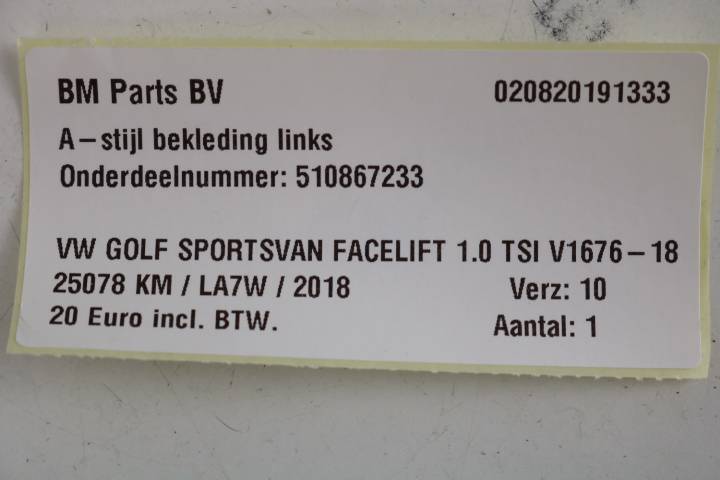 BM Parts BV 020820191333
A-stijl bekleding links
Onderdeelnummer: 510867233
VW GOLF SPORTSVAN FACELIFT 1.0 TSI V1676-18
25078 KM / LA7W / 2018 Verz: 10
20 Euro incl. BTW. Aantal: 1